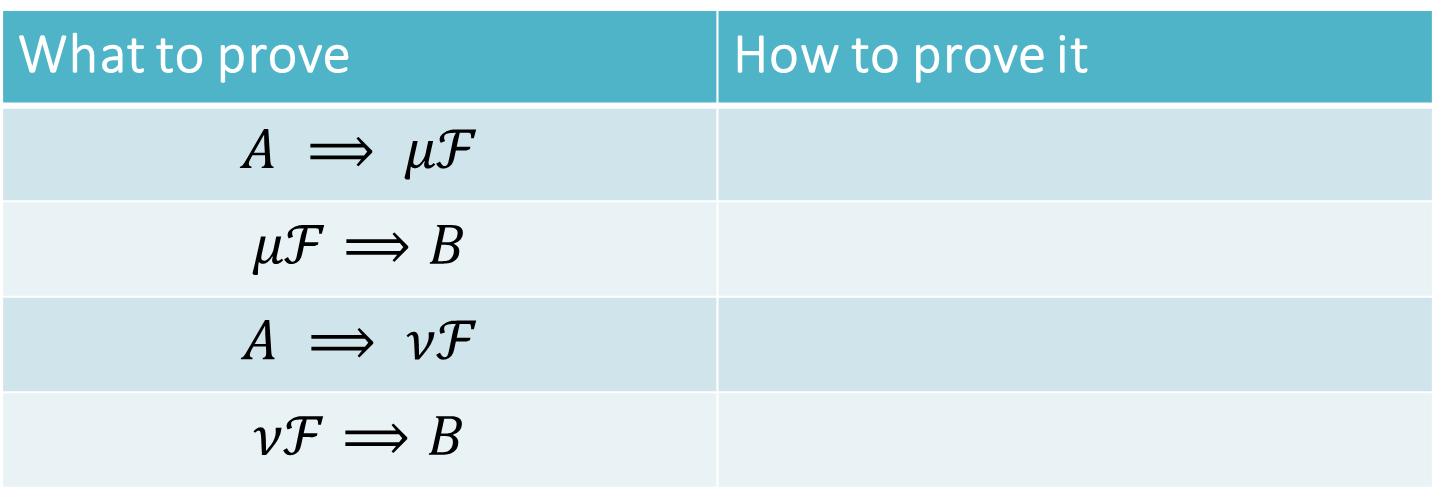 What to prove How to prove it
A ⟹ μℱ
μℱ ⟹ B
A ⟹ νℱ
νℱ ⟹ B